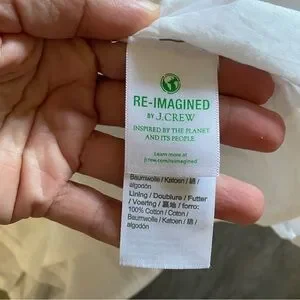 RE-IMAGINED
BY J.CREW
INSPIRED BY THE PLANET
AND ITS PEOPLE
Learn more at
jcrew.com/reimagined
Baumwolle / Katoen / 綿 /
algodón
Lining / Doublure / Futter
/ Voering / 裏地 / forro:
100% Cotton / Coton /
Baumwolle / Katoen / 綿 /
algodón